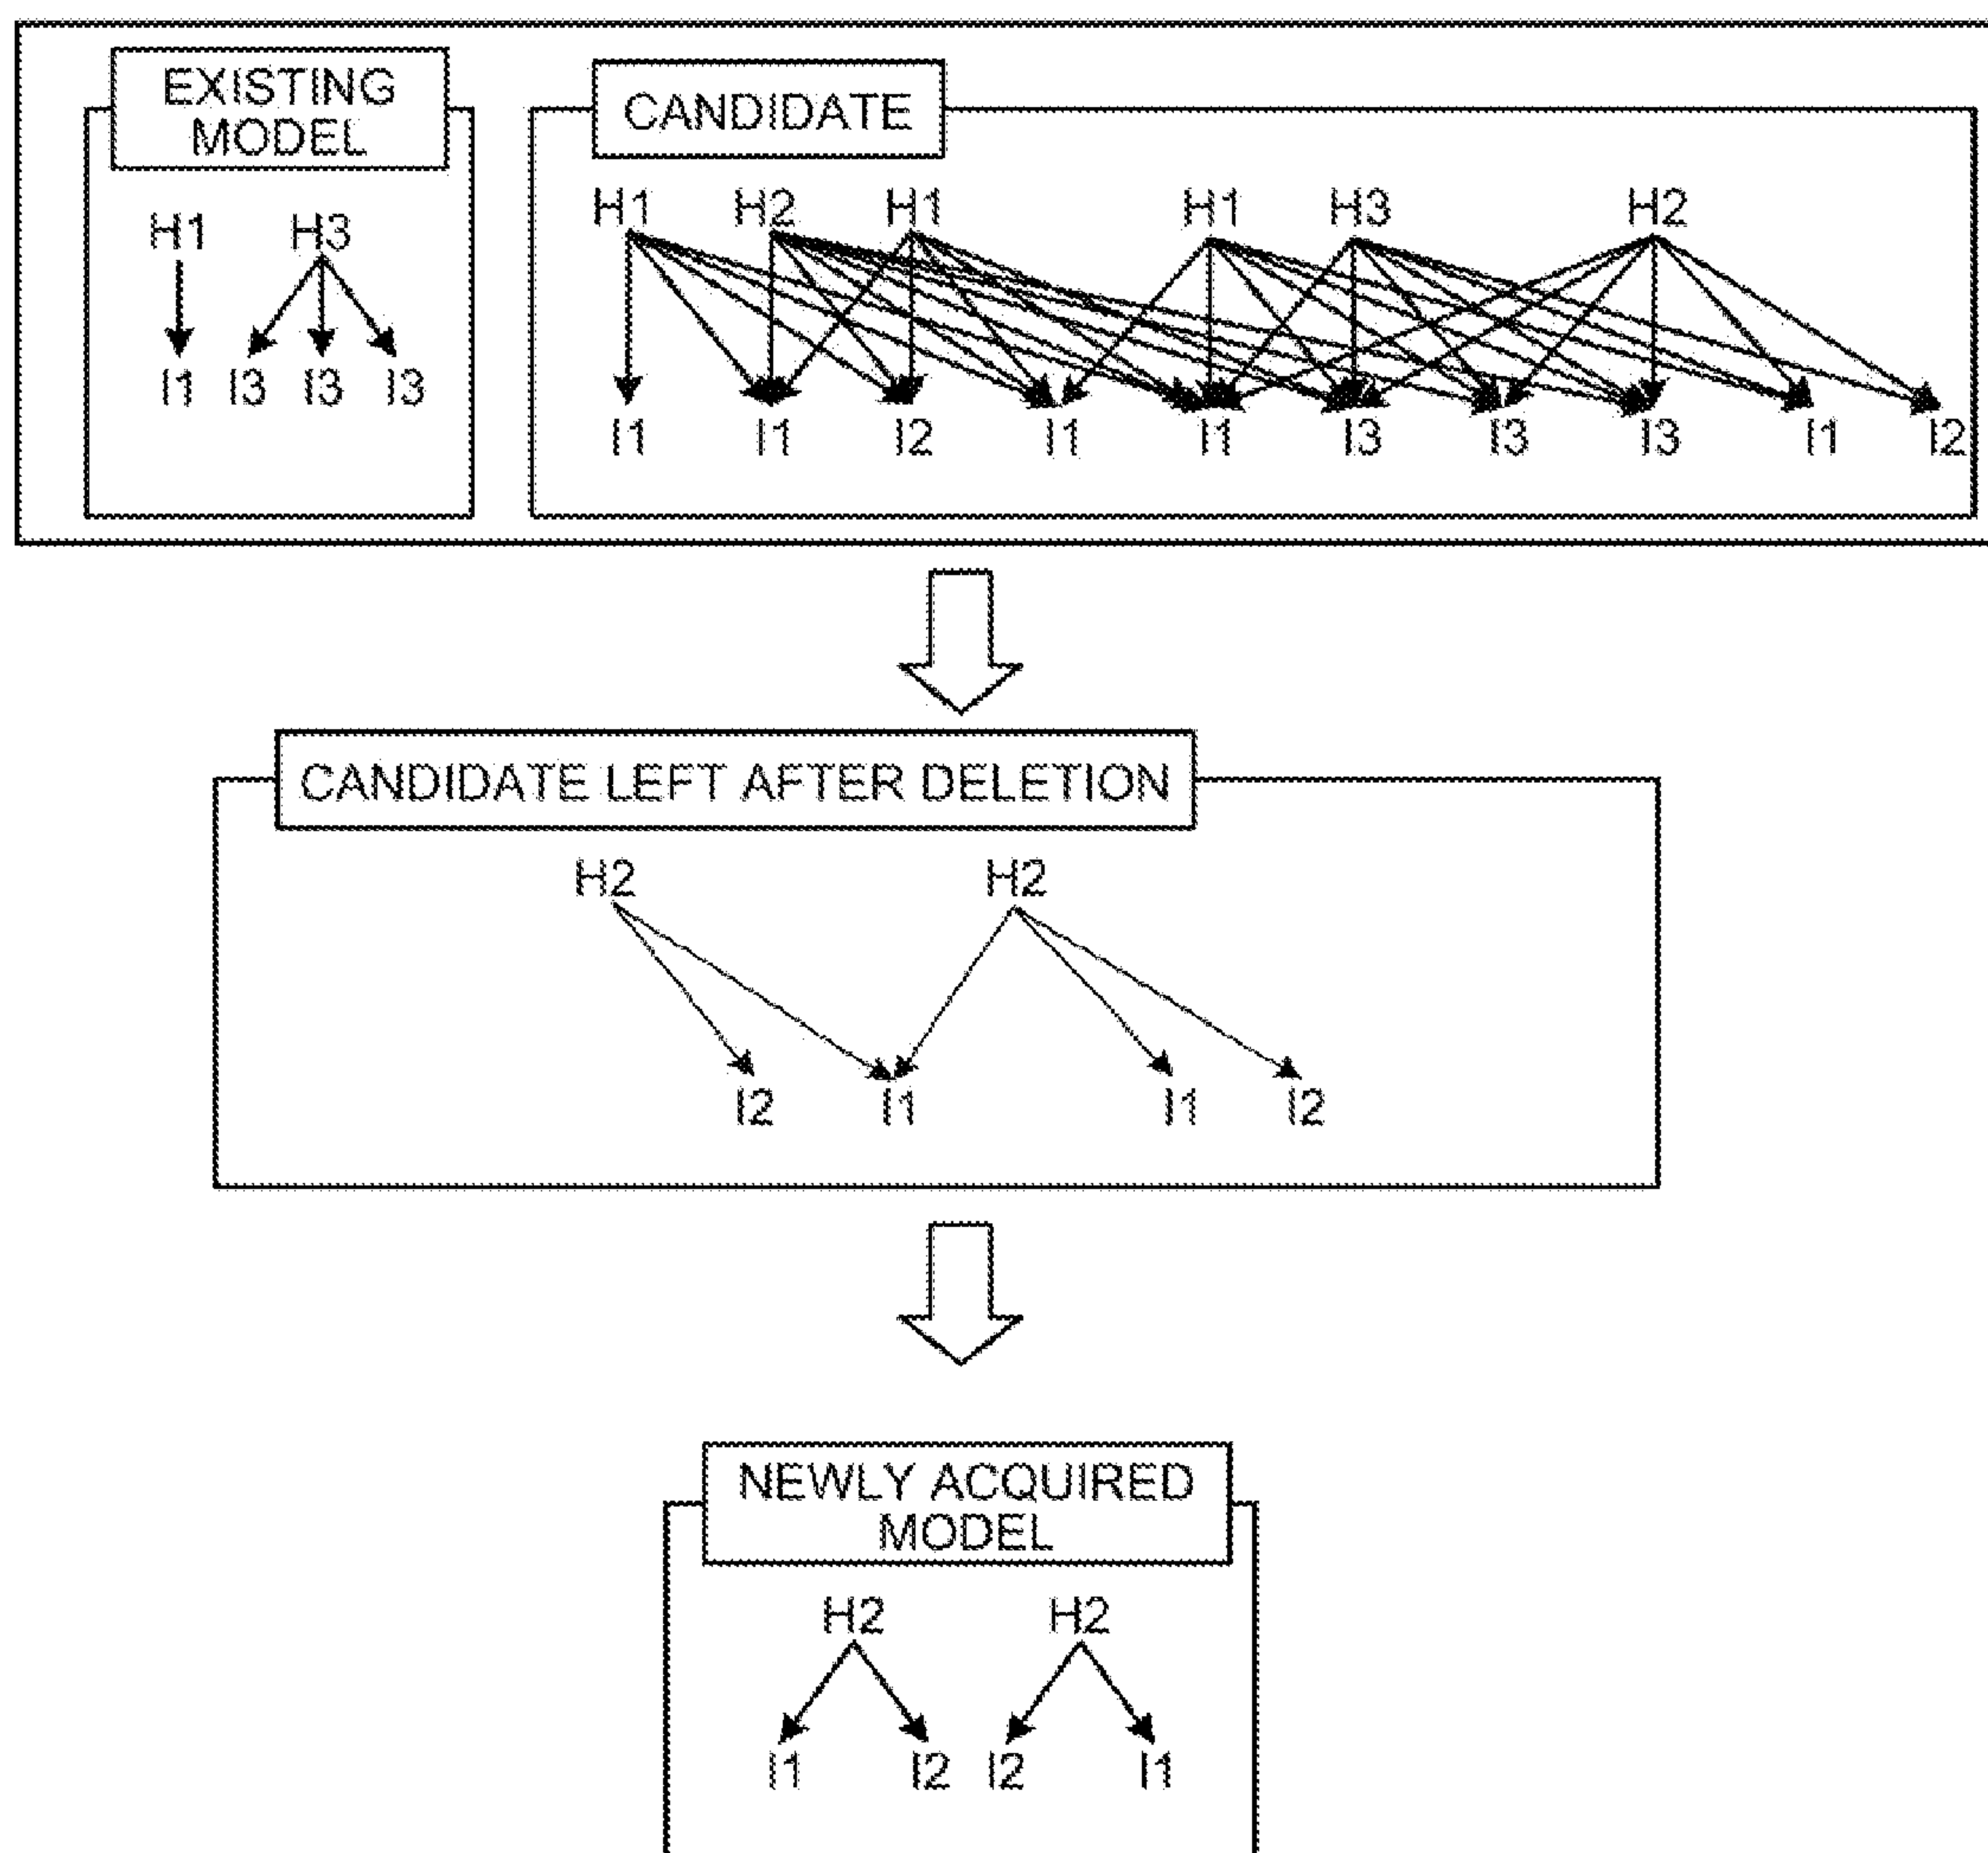 EXISTING
MODEL
H1 H3
I1 I3 I3 I3
CANDIDATE
H1 H2 H1 H1 H3 H2
I1 I1 I2 I1 I1 I3 I3 I3 I1 I2
CANDIDATE LEFT AFTER DELETION
H2 H2
I2 I1 I1 I2
NEWLY ACQUIRED
MODEL
H2 H2
I1 I2 I2 I1